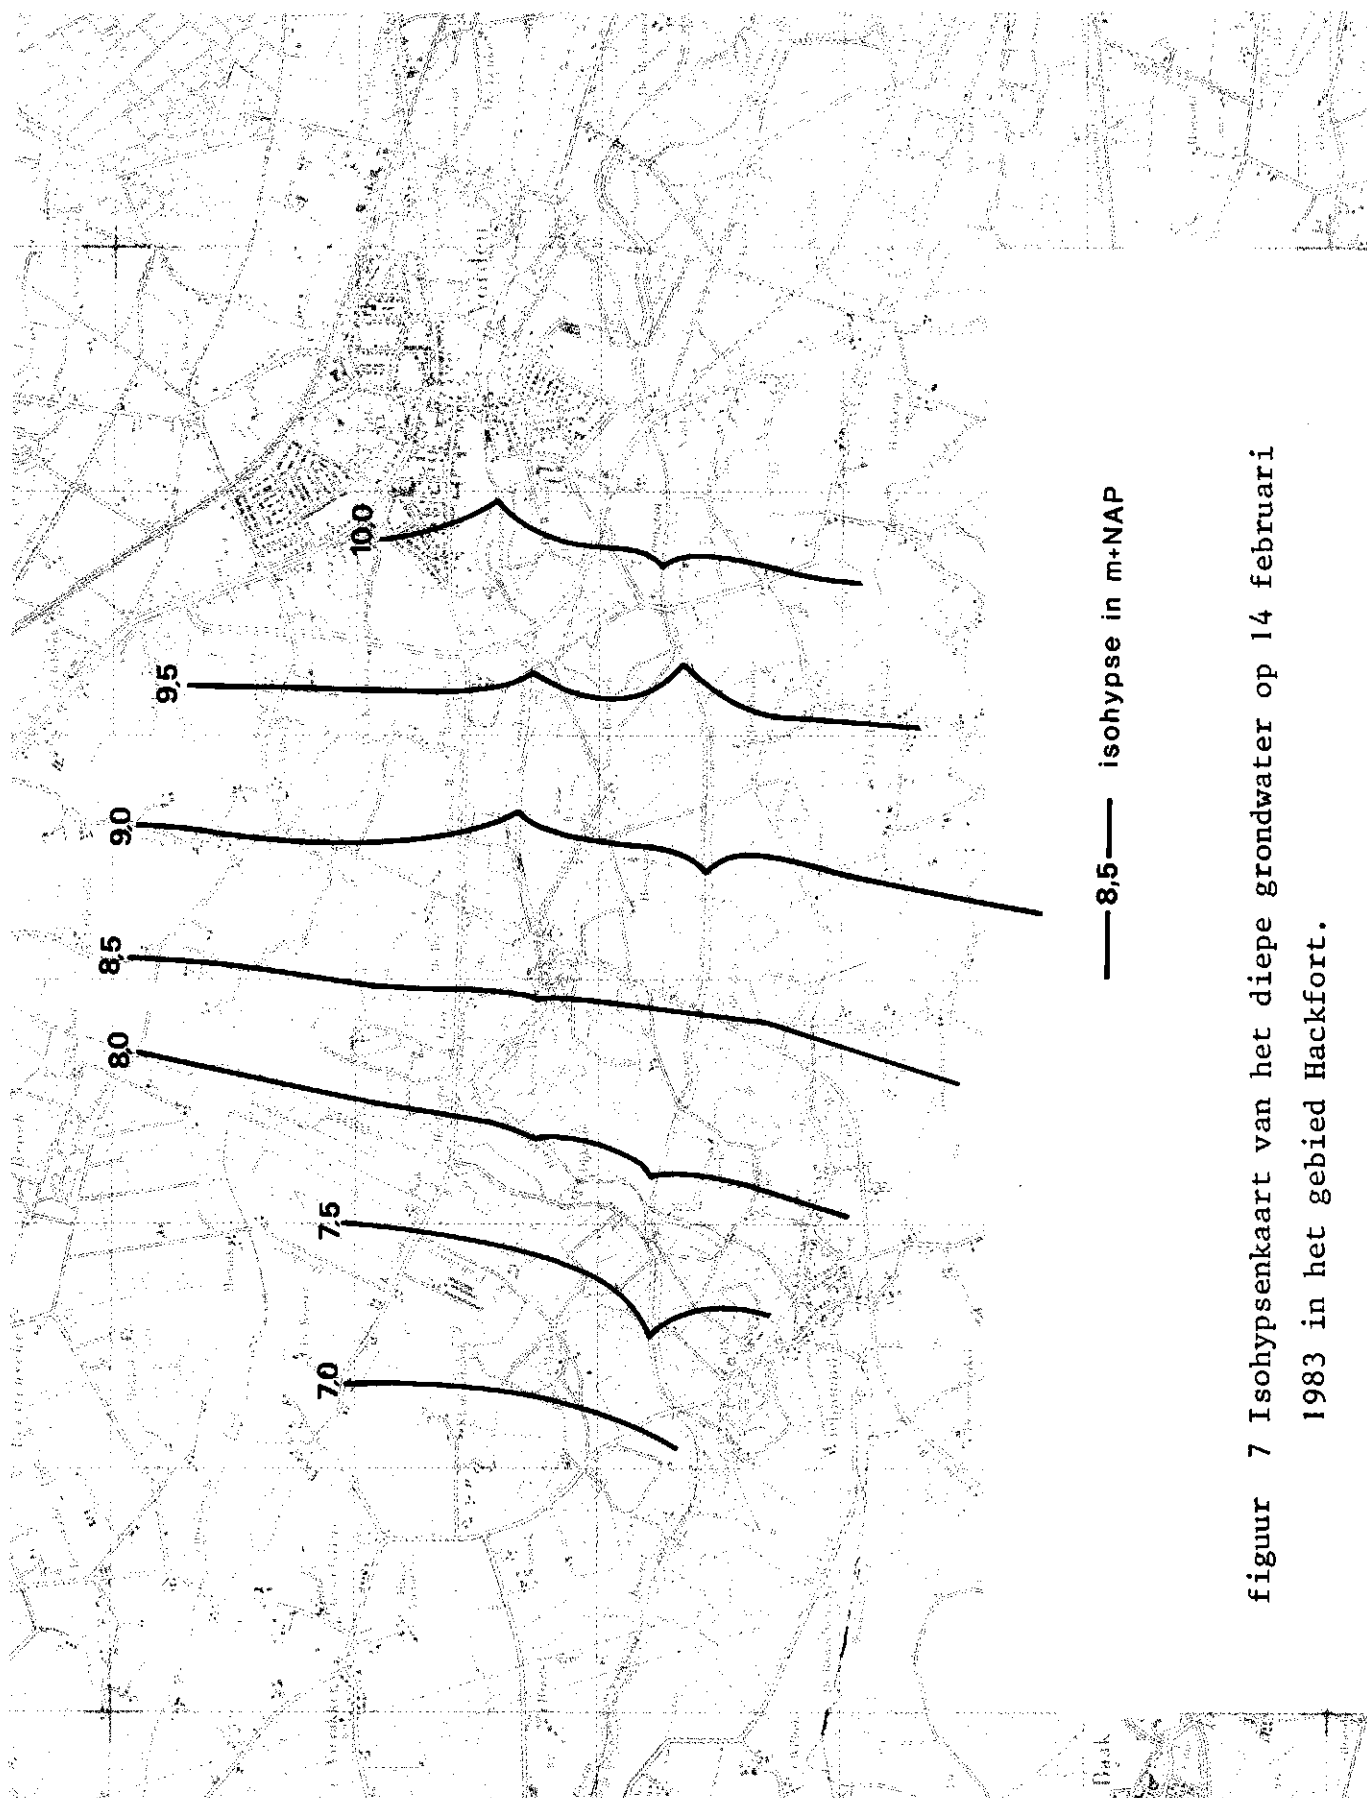 10,0
9,5
9,0
8,5
8,0
7,5
7,0
8,5 isohypse in m+NAP
figuur 7 Isohypsenkaart van het diepe grondwater op 14 februari
1983 in het gebied Hackfort.